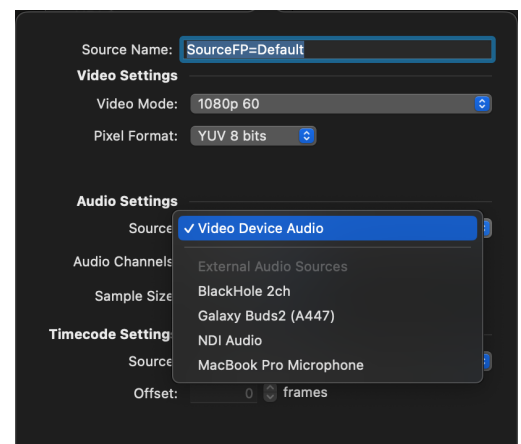 Source Name: SourceFP=Default
Video Settings
Video Mode: 1080p 60
Pixel Format: YUV 8 bits
Audio Settings
Source ✓ Video Device Audio
Audio Channels
External Audio Sources
Sample Size
BlackHole 2ch
Galaxy Buds2 (A447)
Timecode Setting
NDI Audio
Source
MacBook Pro Microphone
Offset: 0 frames